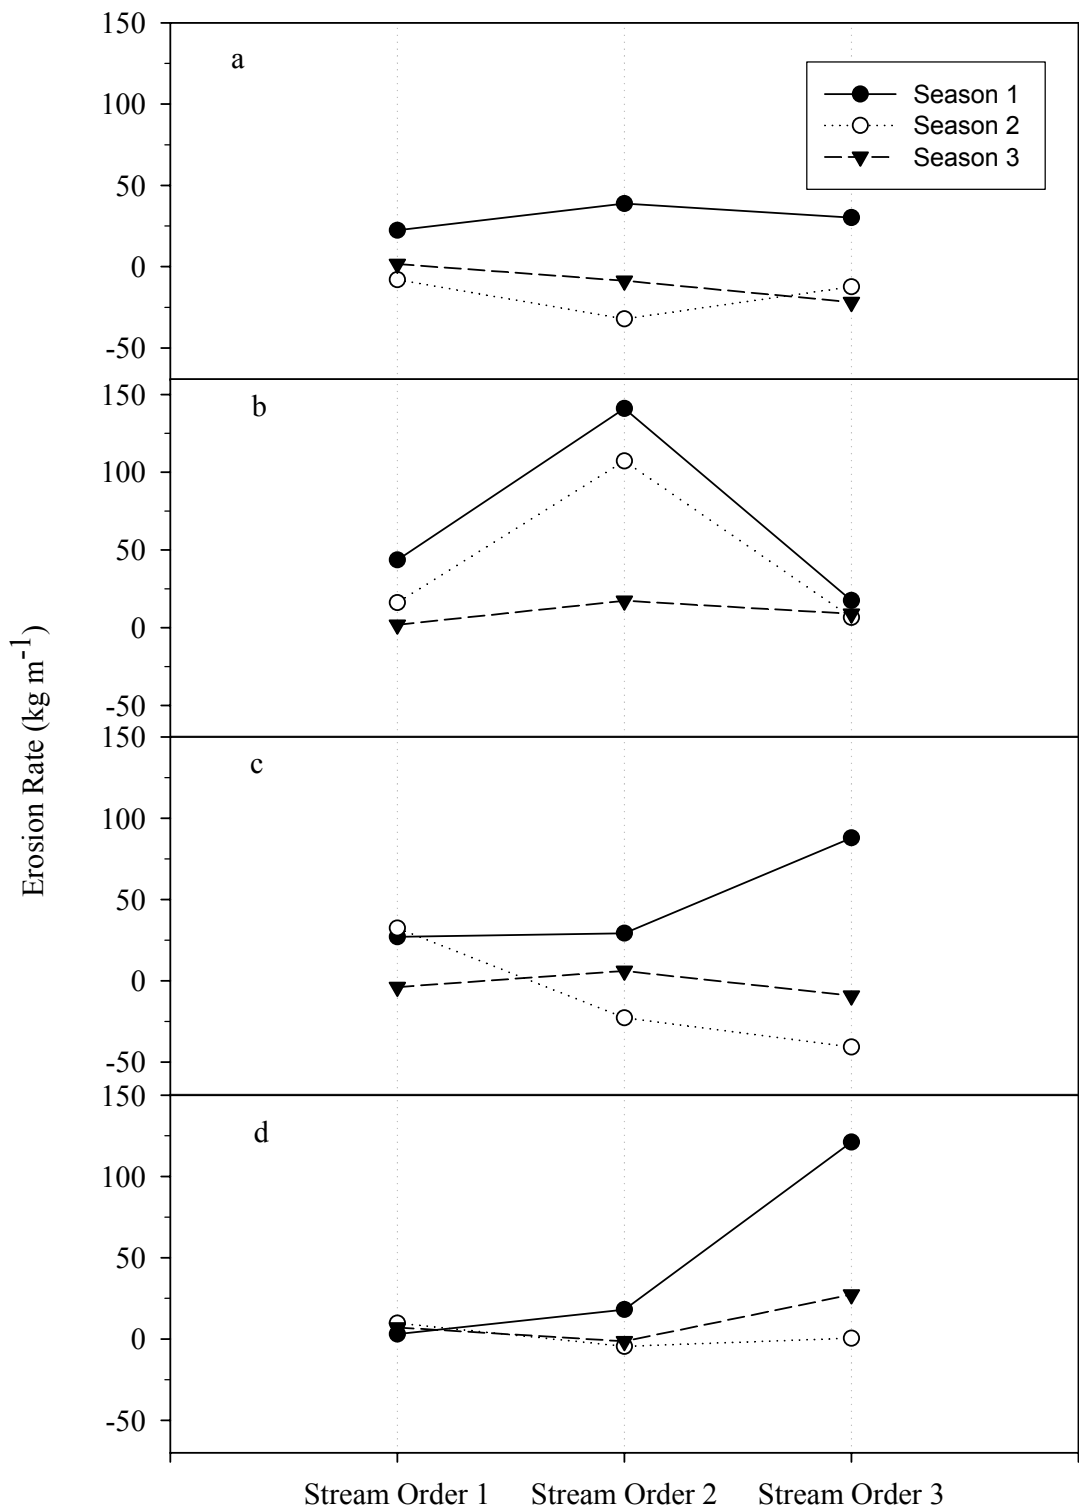 150
a
Season 1
100
Season 2
Season 3
50
0
-50
150
b
100
50
0
-50
150
c
100
50
0
-50
150
d
100
50
0
-50
Erosion Rate (kg m⁻¹)
Stream Order 1 Stream Order 2 Stream Order 3